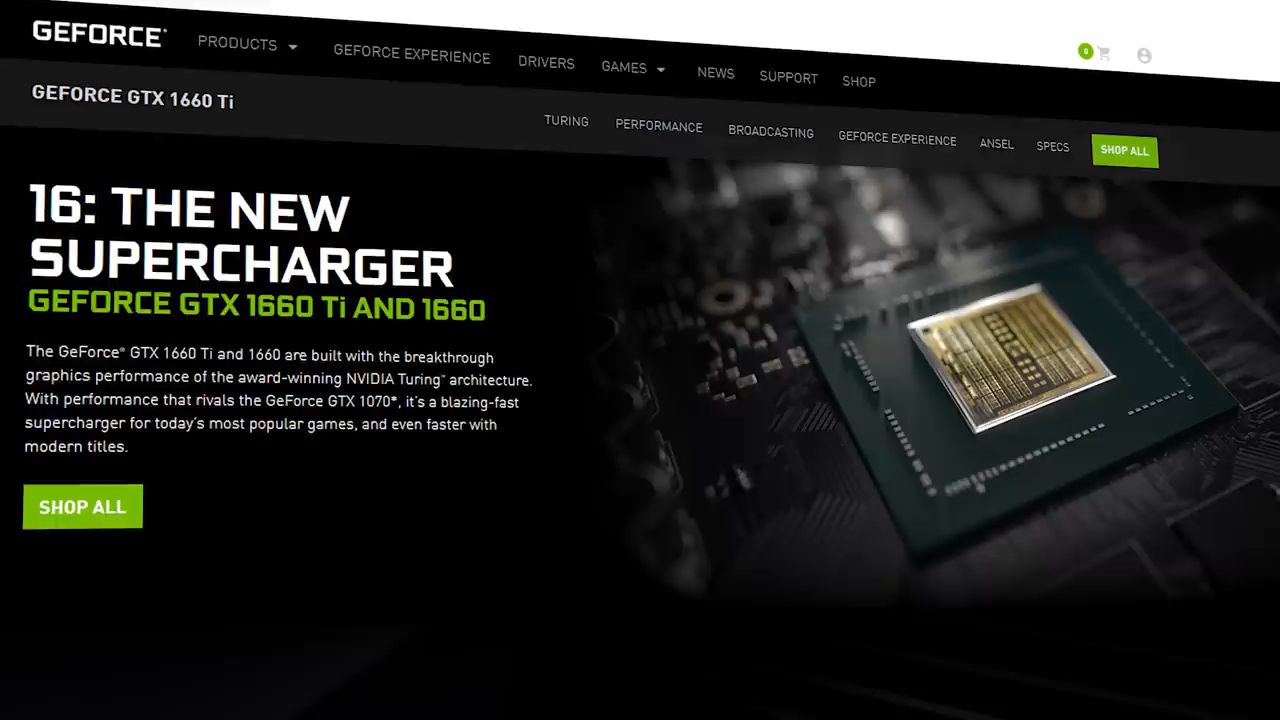 GEFORCE®
PRODUCTS
GEFORCE EXPERIENCE
DRIVERS
GAMES
NEWS
SUPPORT
SHOP
0
GEFORCE GTX 1660 Ti
TURING
PERFORMANCE
BROADCASTING
GEFORCE EXPERIENCE
ANSEL
SPECS
SHOP ALL
16: THE NEW
SUPERCHARGER
GEFORCE GTX 1660 Ti AND 1660
The GeForce® GTX 1660 Ti and 1660 are built with the breakthrough
graphics performance of the award-winning NVIDIA Turing™ architecture.
With performance that rivals the GeForce GTX 1070*, it's a blazing-fast
supercharger for today's most popular games, and even faster with
modern titles.
SHOP ALL